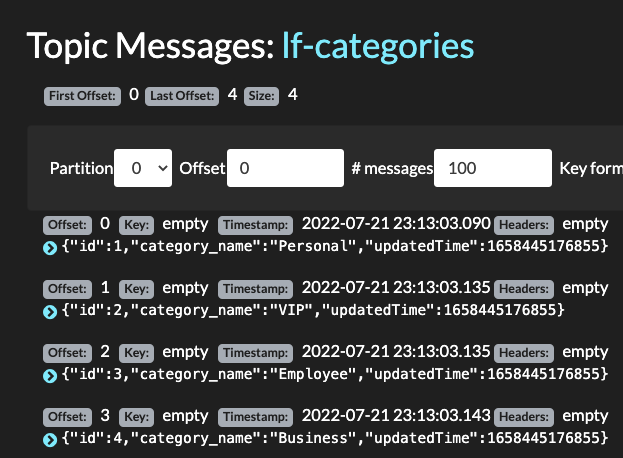 Topic Messages: lf-categories
First Offset: 0 Last Offset: 4 Size: 4
Partition 0 Offset 0 # messages 100 Key form
Offset: 0 Key: empty Timestamp: 2022-07-21 23:13:03.090 Headers: empty
{"id":1,"category_name":"Personal","updatedTime":1658445176855}
Offset: 1 Key: empty Timestamp: 2022-07-21 23:13:03.135 Headers: empty
{"id":2,"category_name":"VIP","updatedTime":1658445176855}
Offset: 2 Key: empty Timestamp: 2022-07-21 23:13:03.135 Headers: empty
{"id":3,"category_name":"Employee","updatedTime":1658445176855}
Offset: 3 Key: empty Timestamp: 2022-07-21 23:13:03.143 Headers: empty
{"id":4,"category_name":"Business","updatedTime":1658445176855}